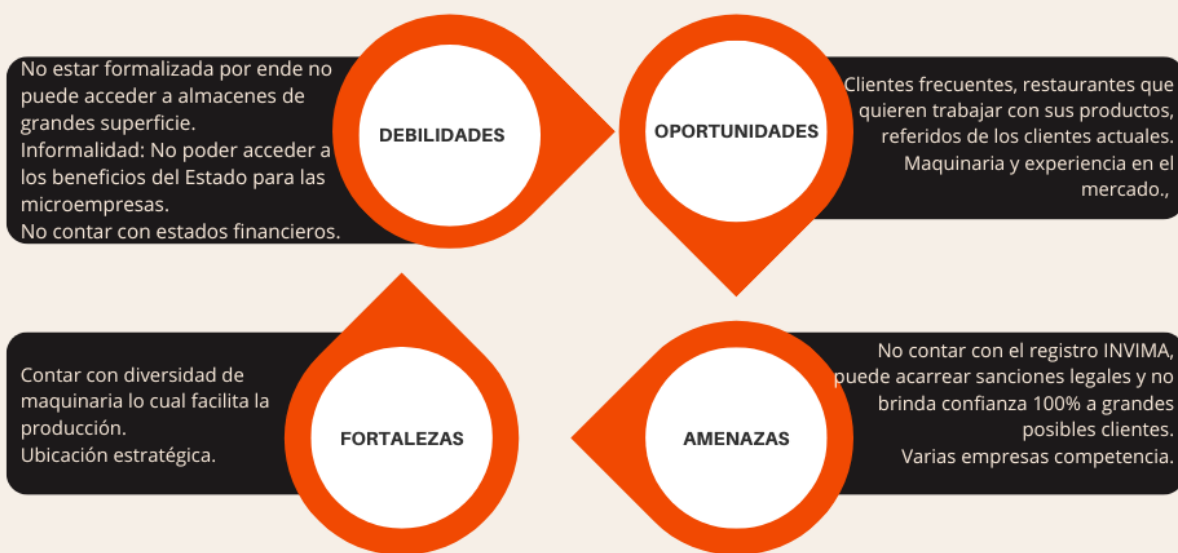 No estar formalizada por ende no
puede acceder a almacenes de
grandes superficie.
Informalidad: No poder acceder a
los beneficios del Estado para las
microempresas.
No contar con estados financieros.
DEBILIDADES
OPORTUNIDADES
Clientes frecuentes, restaurantes que
quieren trabajar con sus productos,
referidos de los clientes actuales.
Maquinaria y experiencia en el
mercado.,
Contar con diversidad de
maquinaria lo cual facilita la
producción.
Ubicación estratégica.
FORTALEZAS
AMENAZAS
No contar con el registro INVIMA,
puede acarrear sanciones legales y no
brinda confianza 100% a grandes
posibles clientes.
Varias empresas competencia.